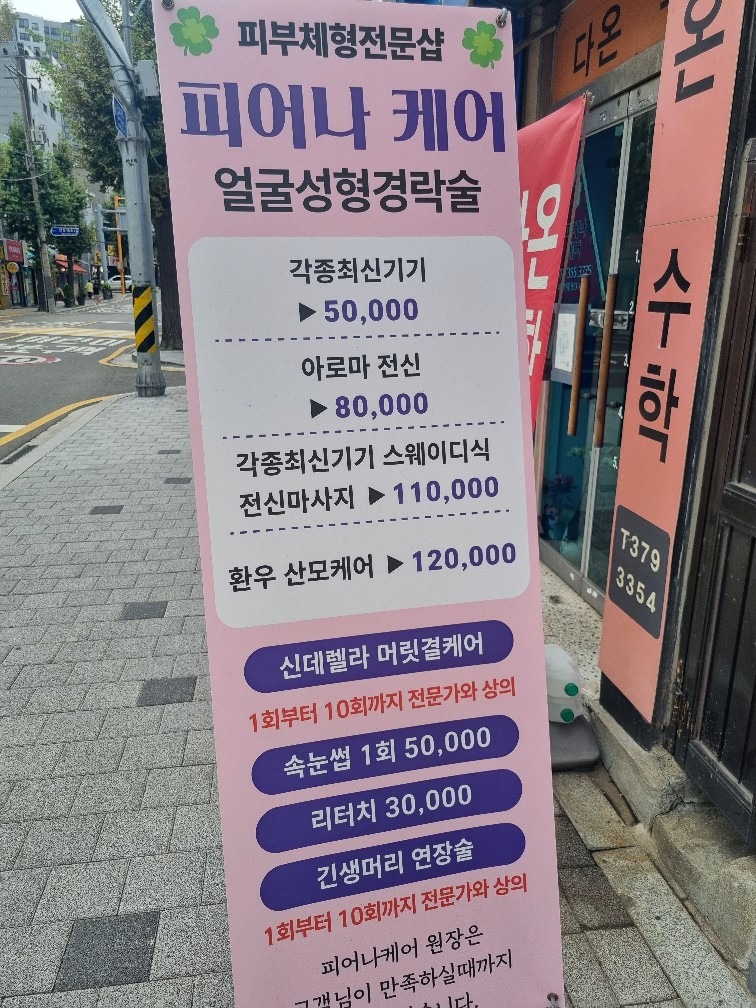 피부체형전문샵
피어나 케어
얼굴성형경락술
각종최신기기
▶ 50,000
아로마 전신
▶ 80,000
각종최신기기 스웨이디식
전신마사지 ▶ 110,000
환우 산모케어 ▶ 120,000
신데렐라 머릿결케어
1회부터 10회까지 전문가와 상의
속눈썹 1회 50,000
리터치 30,000
긴생머리 연장술
1회부터 10회까지 전문가와 상의
피어나케어 원장은
고객님이 만족하실때까지
다온
온
수학
T379
3354